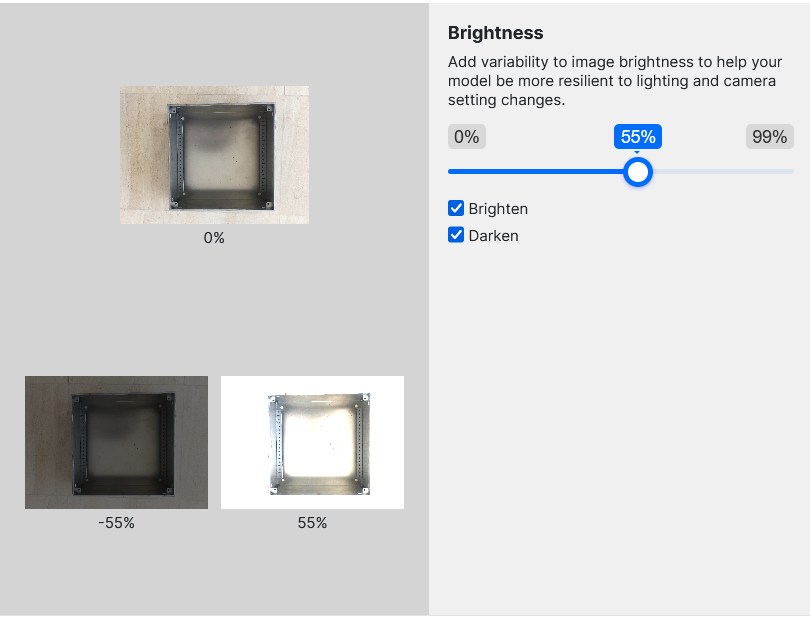 0%
-55%
55%
Brightness
Add variability to image brightness to help your
model be more resilient to lighting and camera
setting changes.
0%
55%
99%
Brighten
Darken